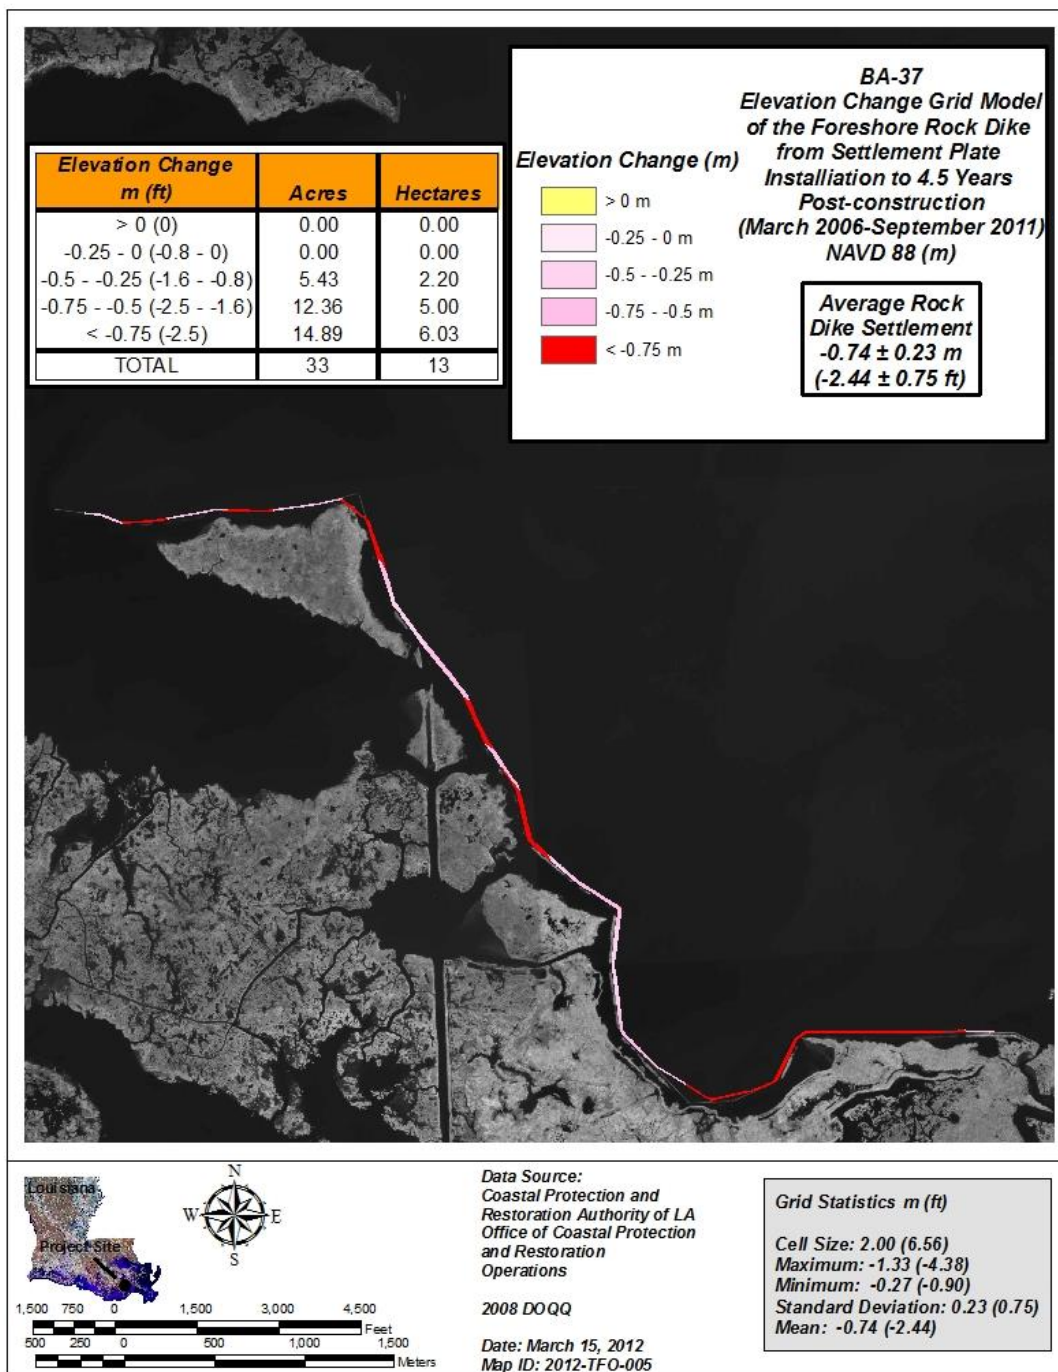 BA-37
Elevation Change Grid Model
of the Foreshore Rock Dike
from Settlement Plate
Installiation to 4.5 Years
Post-construction
(March 2006-September 2011)
NAVD 88 (m)
Average Rock
Dike Settlement
-0.74 ± 0.23 m
(-2.44 ± 0.75 ft)
Elevation Change (m)
> 0 m
-0.25 - 0 m
-0.5 - -0.25 m
-0.75 - -0.5 m
< -0.75 m
Elevation Change
m (ft) Acres Hectares
> 0 (0) 0.00 0.00
-0.25 - 0 (-0.8 - 0) 0.00 0.00
-0.5 - -0.25 (-1.6 - -0.8) 5.43 2.20
-0.75 - -0.5 (-2.5 - -1.6) 12.36 5.00
< -0.75 (-2.5) 14.89 6.03
TOTAL 33 13
Louisiana
Project Site
N
W E
S
1,500 750 0 1,500 3,000 4,500
Feet
500 250 0 500 1,000 1,500
Meters
Data Source:
Coastal Protection and
Restoration Authority of LA
Office of Coastal Protection
and Restoration
Operations
2008 DOQQ
Date: March 15, 2012
Map ID: 2012-TFO-005
Grid Statistics m (ft)
Cell Size: 2.00 (6.56)
Maximum: -1.33 (-4.38)
Minimum: -0.27 (-0.90)
Standard Deviation: 0.23 (0.75)
Mean: -0.74 (-2.44)